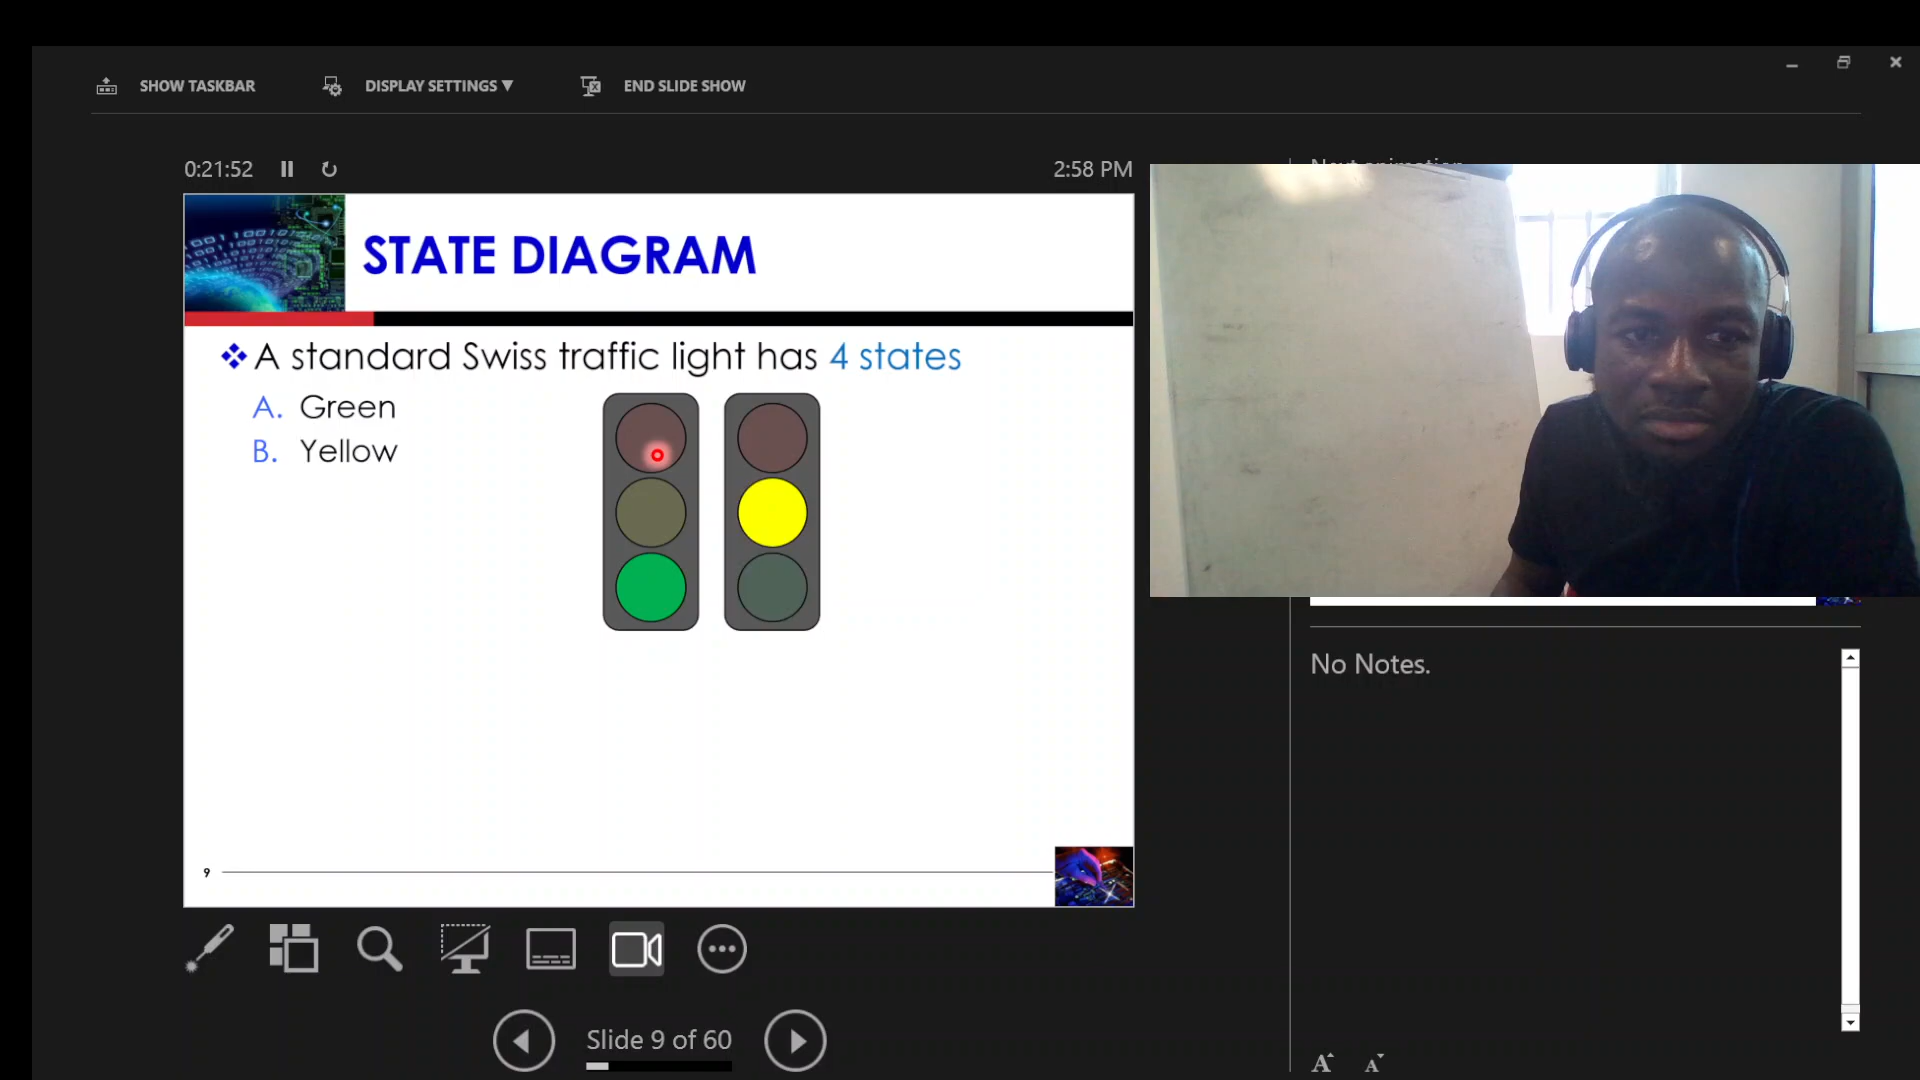 SHOW TASKBAR
DISPLAY SETTINGS ▼
END SLIDE SHOW
0:21:52
2:58 PM
STATE DIAGRAM
❖ A standard Swiss traffic light has 4 states
A. Green
B. Yellow
9
No Notes.
Slide 9 of 60
A A